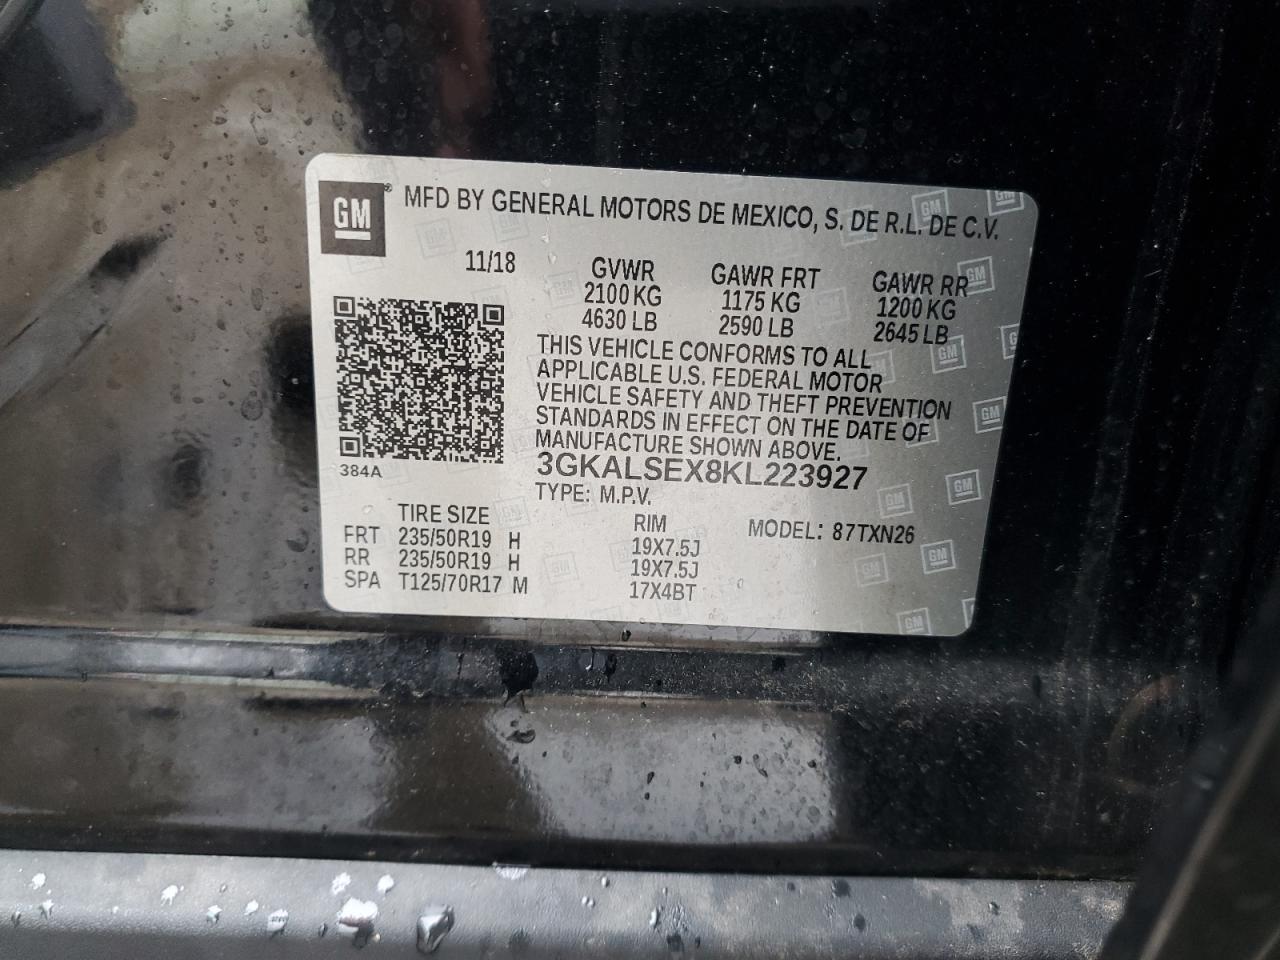 GM ® MFD BY GENERAL MOTORS DE MEXICO, S. DE R.L. DE C.V.
11/18 GVWR GAWR FRT GAWR RR
2100 KG 1175 KG 1200 KG
4630 LB 2590 LB 2645 LB
THIS VEHICLE CONFORMS TO ALL
APPLICABLE U.S. FEDERAL MOTOR
VEHICLE SAFETY AND THEFT PREVENTION
STANDARDS IN EFFECT ON THE DATE OF
MANUFACTURE SHOWN ABOVE.
384A 3GKALSEX8KL223927
TYPE: M.P.V.
TIRE SIZE RIM MODEL: 87TXN26
FRT 235/50R19 H 19X7.5J
RR 235/50R19 H 19X7.5J
SPA T125/70R17 M 17X4BT